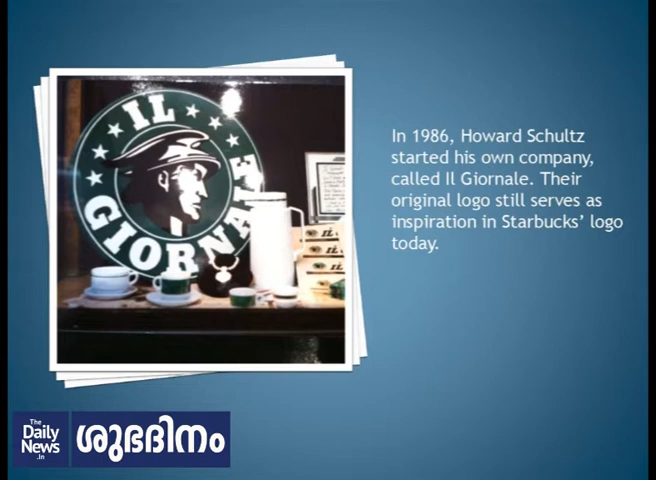 IL
GIORNALE
In 1986, Howard Schultz
started his own company,
called Il Giornale. Their
original logo still serves as
inspiration in Starbucks’ logo
today.
The
Daily
News
.in
ശുഭദിനം